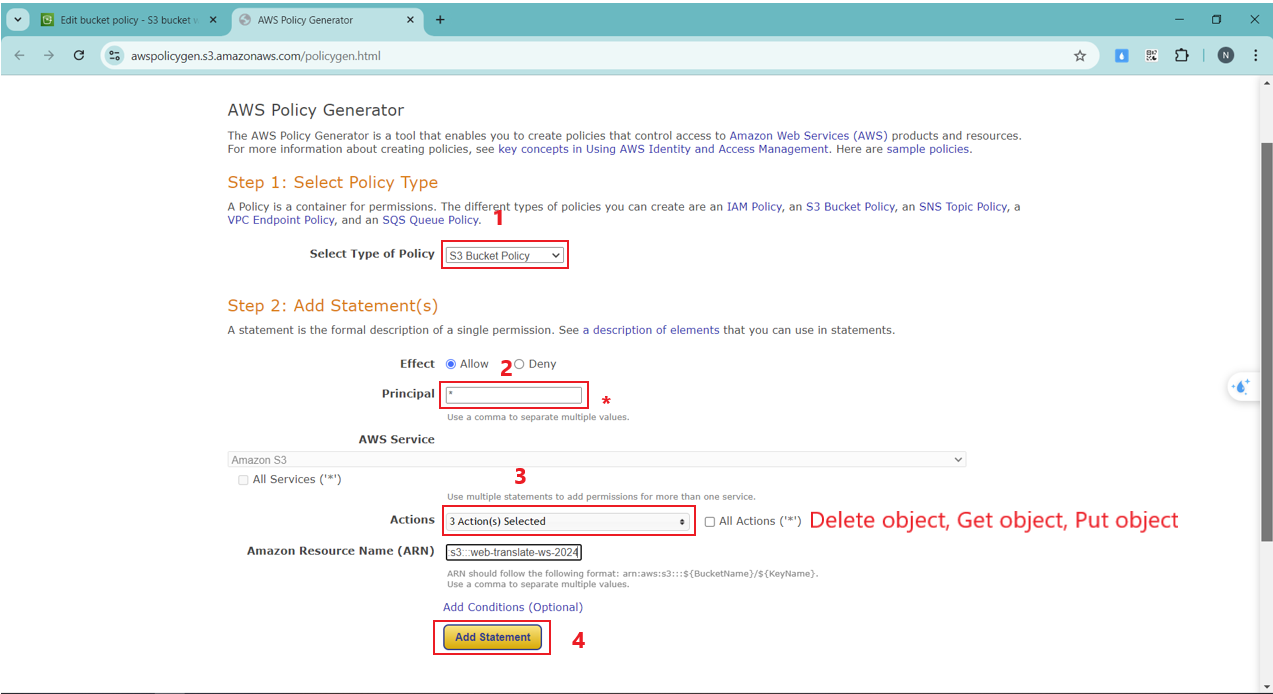 Edit bucket policy - S3 bucket w
AWS Policy Generator
awspolicygen.s3.amazonaws.com/policygen.html
N
AWS Policy Generator
The AWS Policy Generator is a tool that enables you to create policies that control access to Amazon Web Services (AWS) products and resources.
For more information about creating policies, see key concepts in Using AWS Identity and Access Management. Here are sample policies.
Step 1: Select Policy Type
A Policy is a container for permissions. The different types of policies you can create are an IAM Policy, an S3 Bucket Policy, an SNS Topic Policy, a
VPC Endpoint Policy, and an SQS Queue Policy.
1
Select Type of Policy S3 Bucket Policy
Step 2: Add Statement(s)
A statement is the formal description of a single permission. See a description of elements that you can use in statements.
Effect Allow Deny
2
Principal *
*
Use a comma to separate multiple values.
AWS Service
Amazon S3
All Services ('*')
3
Use multiple statements to add permissions for more than one service.
Actions 3 Action(s) Selected All Actions ('*') Delete object, Get object, Put object
Amazon Resource Name (ARN) :s3:::web-translate-ws-2024
ARN should follow the following format: arn:aws:s3:::${BucketName}/${KeyName}.
Use a comma to separate multiple values.
Add Conditions (Optional)
Add Statement 4